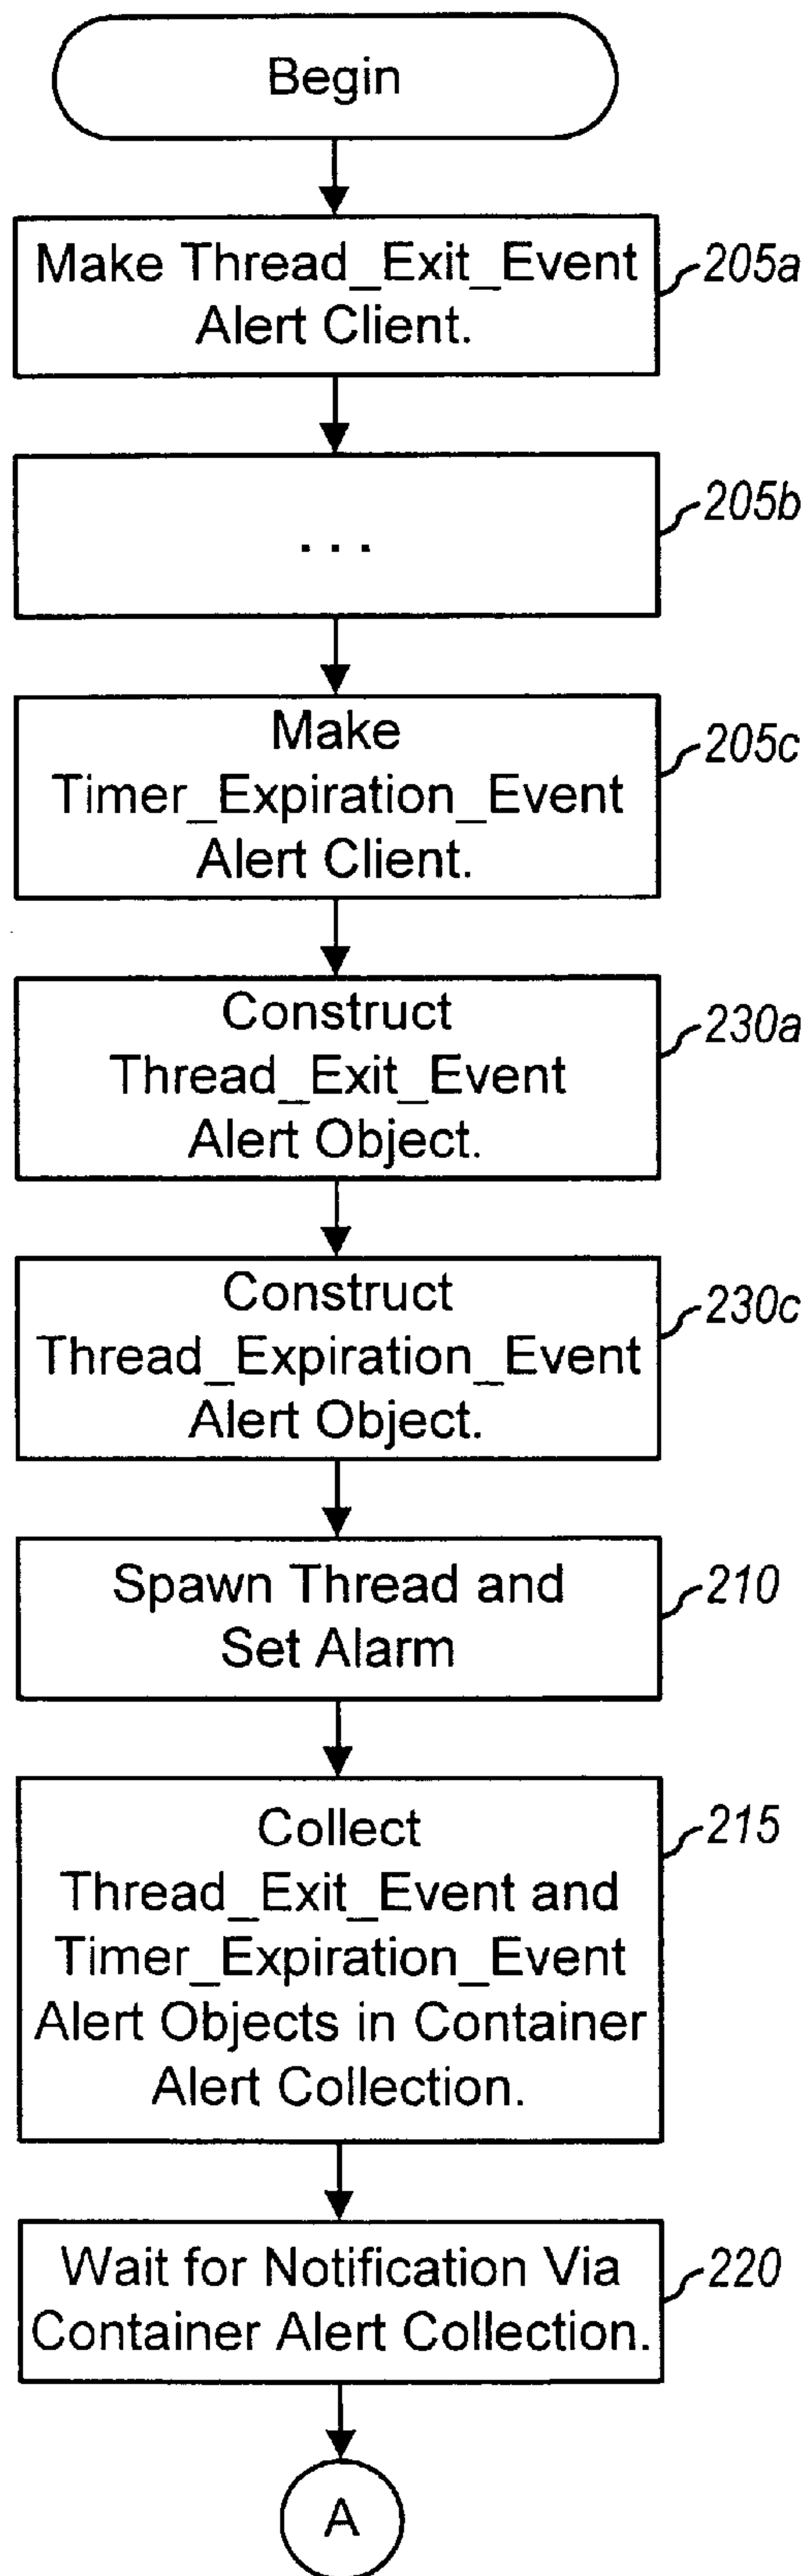 Begin
Make Thread_Exit_Event
Alert Client.
205a
. . .
205b
Make
Timer_Expiration_Event
Alert Client.
205c
Construct
Thread_Exit_Event
Alert Object.
230a
Construct
Thread_Expiration_Event
Alert Object.
230c
Spawn Thread and
Set Alarm
210
Collect
Thread_Exit_Event and
Timer_Expiration_Event
Alert Objects in Container
Alert Collection.
215
Wait for Notification Via
Container Alert Collection.
220
A